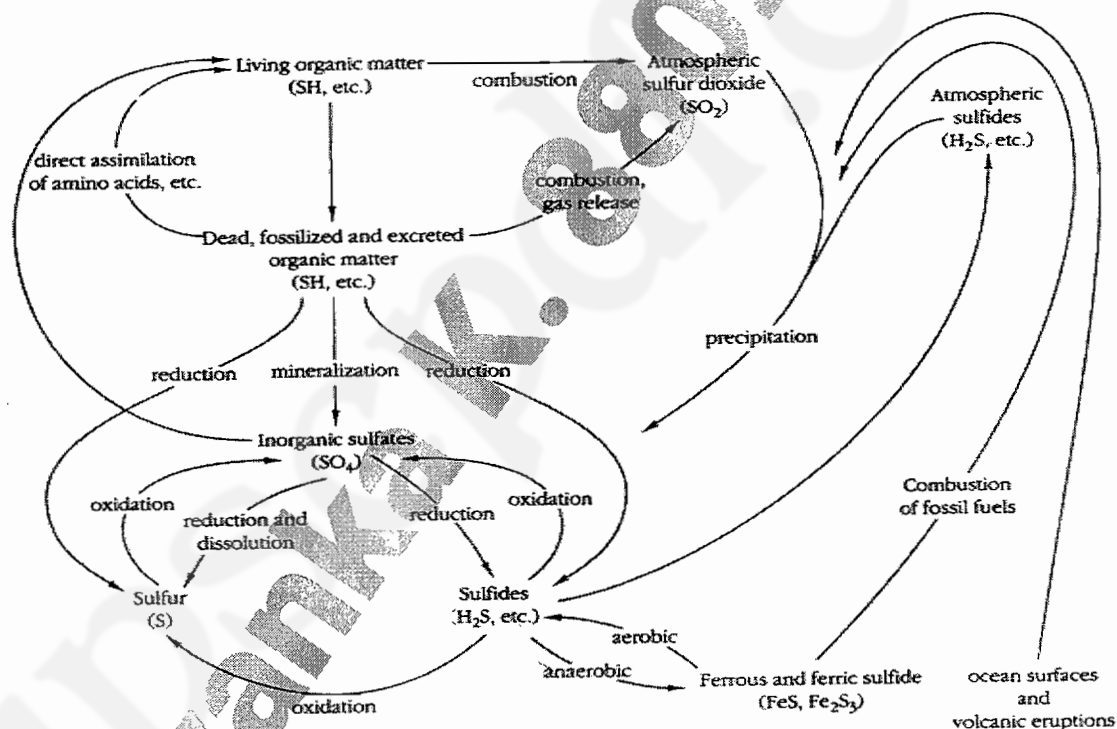 Living organic matter
(SH, etc.)
combustion
Atmospheric
sulfur dioxide
(SO₂)
Atmospheric
sulfides
(H₂S, etc.)
direct assimilation
of amino acids, etc.
combustion,
gas release
Dead, fossilized and excreted
organic matter
(SH, etc.)
precipitation
reduction
mineralization
reduction
Inorganic sulfates
(SO₄)
oxidation
reduction and
dissolution
reduction
oxidation
Combustion
of fossil fuels
Sulfur
(S)
Sulfides
(H₂S, etc.)
aerobic
anaerobic
Ferrous and ferric sulfide
(FeS, Fe₂S₃)
ocean surfaces
and
volcanic eruptions
oxidation